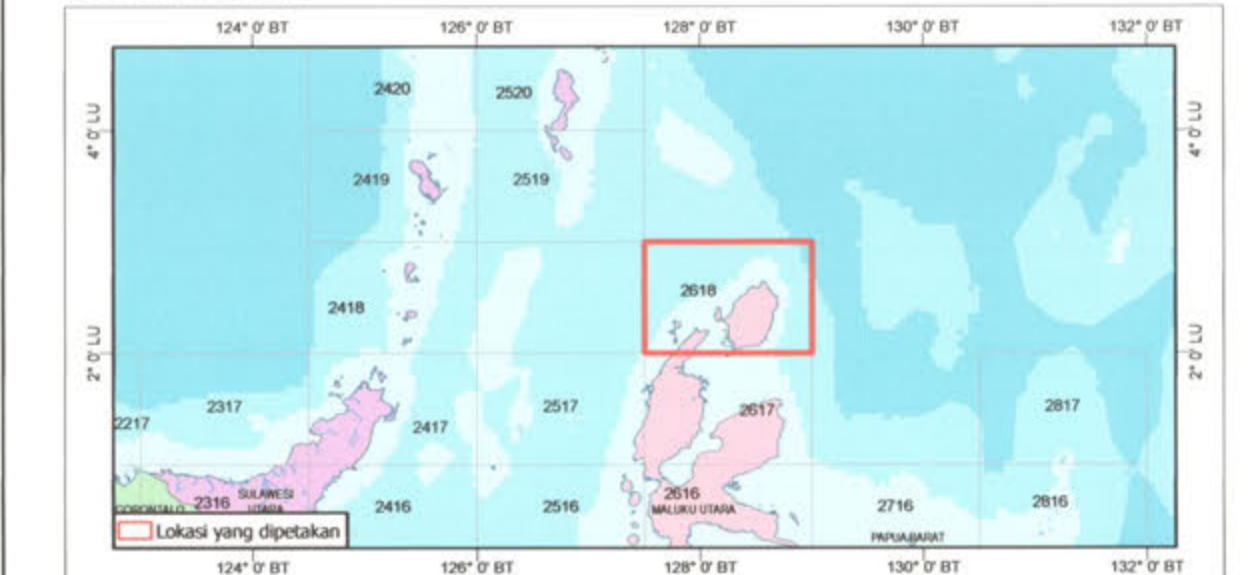 124° 0' BT 126° 0' BT 128° 0' BT 130° 0' BT 132° 0' BT
2420 2520
4° 0' LU 4° 0' LU
2419 2519
2618
2418
2° 0' LU 2° 0' LU
2317 2517 2617 2817
2217 2417
2316 SULAWESI UTARA 2416 2516 2616 2716 2816
GORONTALO MALUKU UTARA
PAPUA BARAT
Lokasi yang dipetakan
124° 0' BT 126° 0' BT 128° 0' BT 130° 0' BT 132° 0' BT